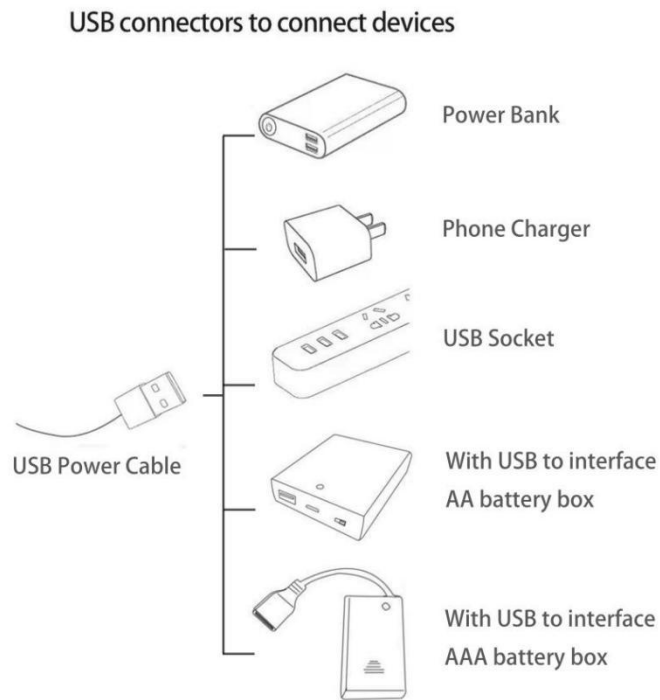 USB connectors to connect devices
Power Bank
Phone Charger
USB Socket
USB Power Cable
With USB to interface
AA battery box
With USB to interface
AAA battery box